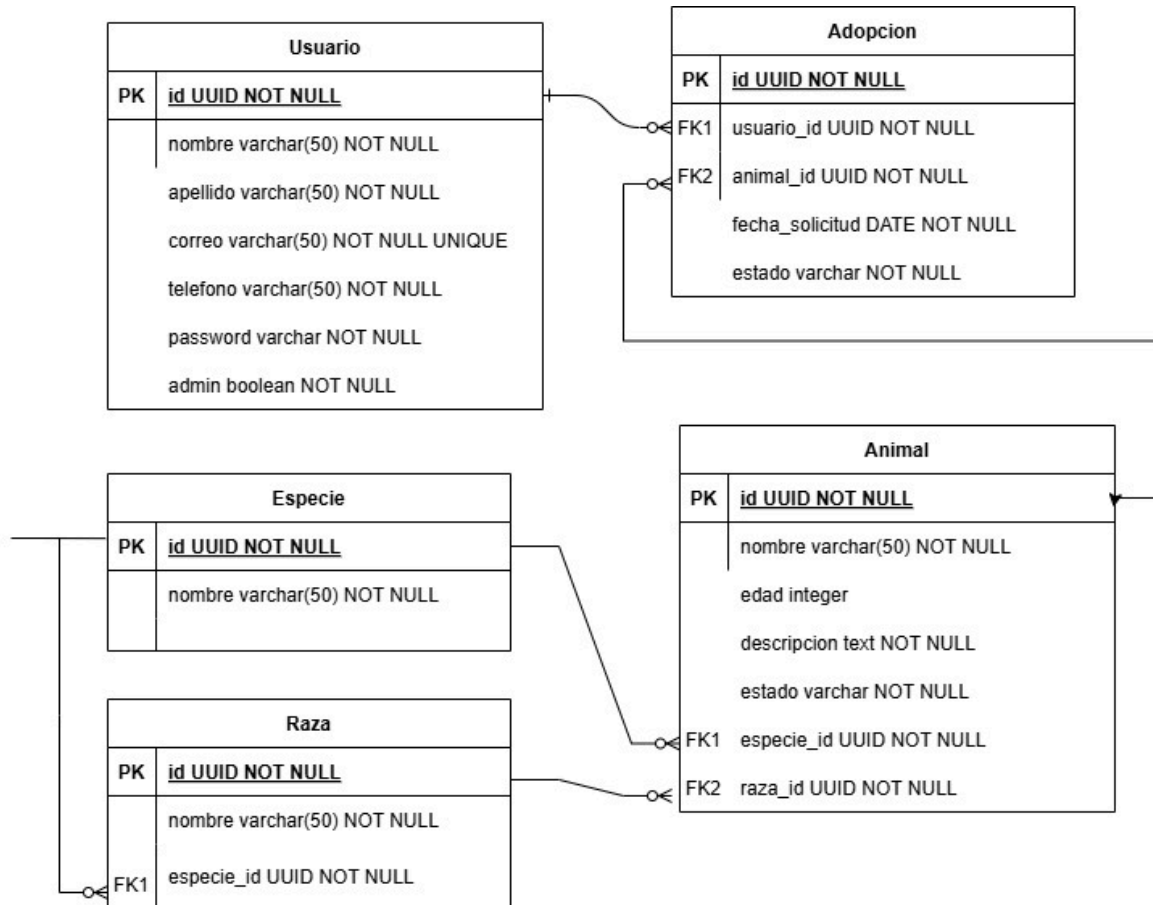 Usuario
PK id UUID NOT NULL
nombre varchar(50) NOT NULL
apellido varchar(50) NOT NULL
correo varchar(50) NOT NULL UNIQUE
telefono varchar(50) NOT NULL
password varchar NOT NULL
admin boolean NOT NULL
Adopcion
PK id UUID NOT NULL
FK1 usuario_id UUID NOT NULL
FK2 animal_id UUID NOT NULL
fecha_solicitud DATE NOT NULL
estado varchar NOT NULL
Especie
PK id UUID NOT NULL
nombre varchar(50) NOT NULL
Animal
PK id UUID NOT NULL
nombre varchar(50) NOT NULL
edad integer
descripcion text NOT NULL
estado varchar NOT NULL
FK1 especie_id UUID NOT NULL
FK2 raza_id UUID NOT NULL
Raza
PK id UUID NOT NULL
nombre varchar(50) NOT NULL
FK1 especie_id UUID NOT NULL